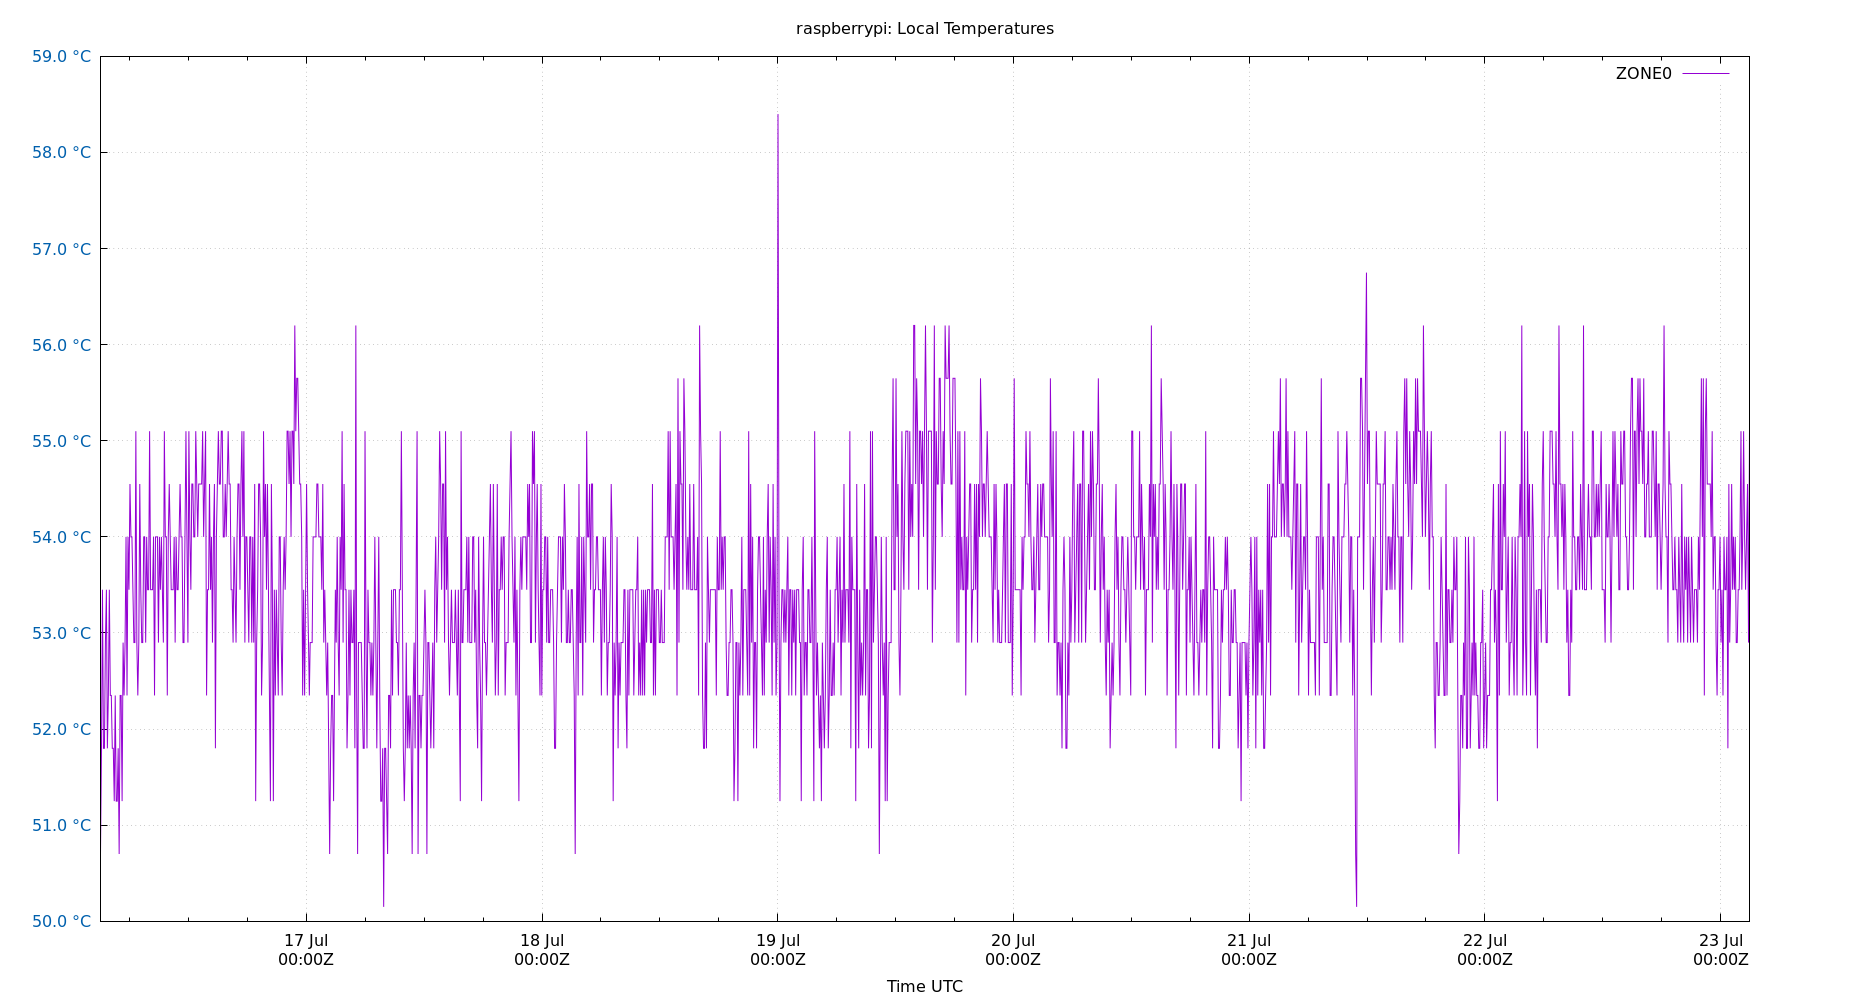 raspberrypi: Local Temperatures
59.0 °C
ZONE0
58.0 °C
57.0 °C
56.0 °C
55.0 °C
54.0 °C
53.0 °C
52.0 °C
51.0 °C
50.0 °C
17 Jul 18 Jul 19 Jul 20 Jul 21 Jul 22 Jul 23 Jul
00:00Z 00:00Z 00:00Z 00:00Z 00:00Z 00:00Z 00:00Z
Time UTC